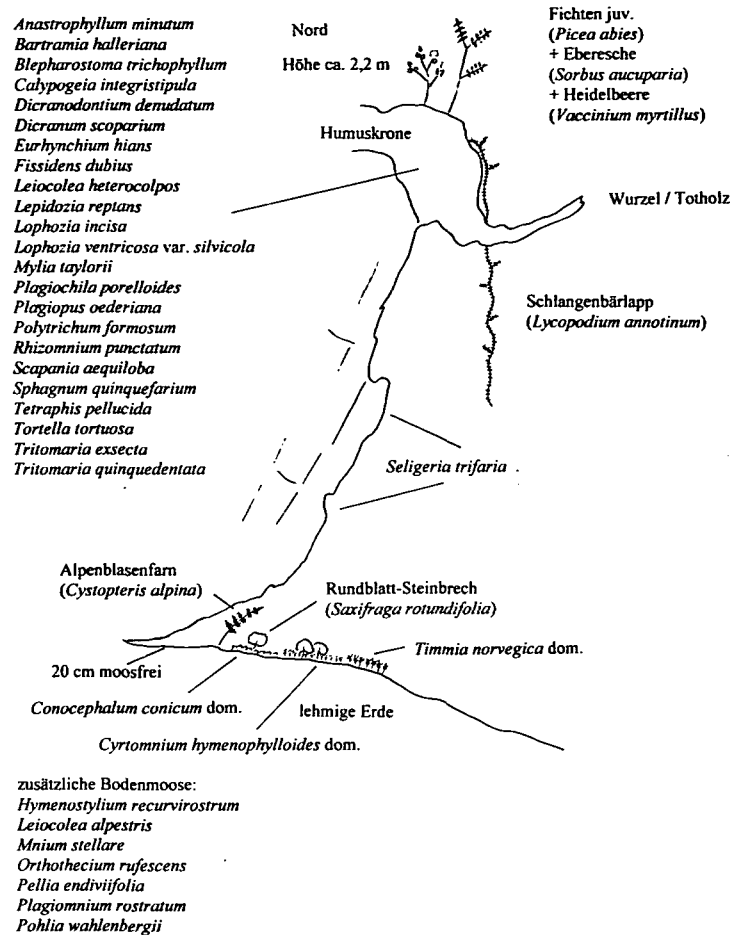 Anastrophyllum minutum
Bartramia halleriana
Blepharostoma trichophyllum
Calypogeia integristipula
Dicranodontium denudatum
Dicranum scoparium
Eurhynchium hians
Fissidens dubius
Leiocolea heterocolpos
Lepidozia reptans
Lophozia incisa
Lophozia ventricosa var. silvicola
Mylia taylorii
Plagiochila porelloides
Plagiopus oederiana
Polytrichum formosum
Rhizomnium punctatum
Scapania aequiloba
Sphagnum quinquefarium
Tetraphis pellucida
Tortella tortuosa
Tritomaria exsecta
Tritomaria quinquedentata
Nord
Höhe ca. 2,2 m
Fichten juv.
(Picea abies)
+ Eberesche
(Sorbus aucuparia)
+ Heidelbeere
(Vaccinium myrtillus)
Humuskrone
Wurzel / Totholz
Schlangenbärlapp
(Lycopodium annotinum)
Seligeria trifaria
Alpenblasenfarn
(Cystopteris alpina)
Rundblatt-Steinbrech
(Saxifraga rotundifolia)
Timmia norvegica dom.
20 cm moosfrei
Conocephalum conicum dom.
lehmige Erde
Cyrtomnium hymenophylloides dom.
zusätzliche Bodenmoose:
Hymenostylium recurvirostrum
Leiocolea alpestris
Mnium stellare
Orthothecium rufescens
Pellia endiviifolia
Plagiomnium rostratum
Pohlia wahlenbergii